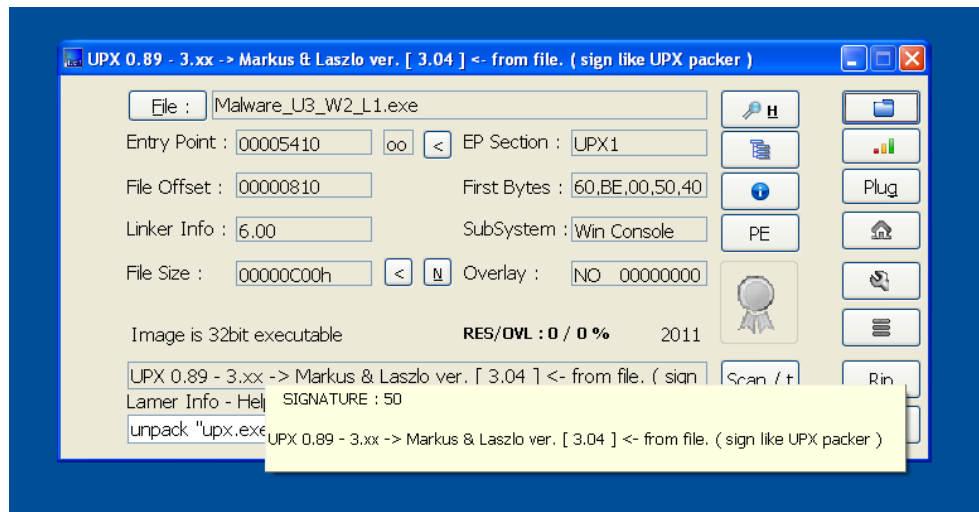 UPX 0.89 - 3.xx -> Markus & Laszlo ver. [ 3.04 ] <- from file. ( sign like UPX packer )
File : Malware_U3_W2_L1.exe H
Entry Point : 00005410 oo < EP Section : UPX1
File Offset : 00000810 First Bytes : 60,BE,00,50,40 Plug
Linker Info : 6.00 SubSystem : Win Console PE
File Size : 00000C00h < N Overlay : NO 00000000
Image is 32bit executable RES/OVL : 0 / 0 % 2011
UPX 0.89 - 3.xx -> Markus & Laszlo ver. [ 3.04 ] <- from file. ( sign Scan / t Rip
Lamer Info - Help
SIGNATURE : 50
unpack "upx.exe
UPX 0.89 - 3.xx -> Markus & Laszlo ver. [ 3.04 ] <- from file. ( sign like UPX packer )